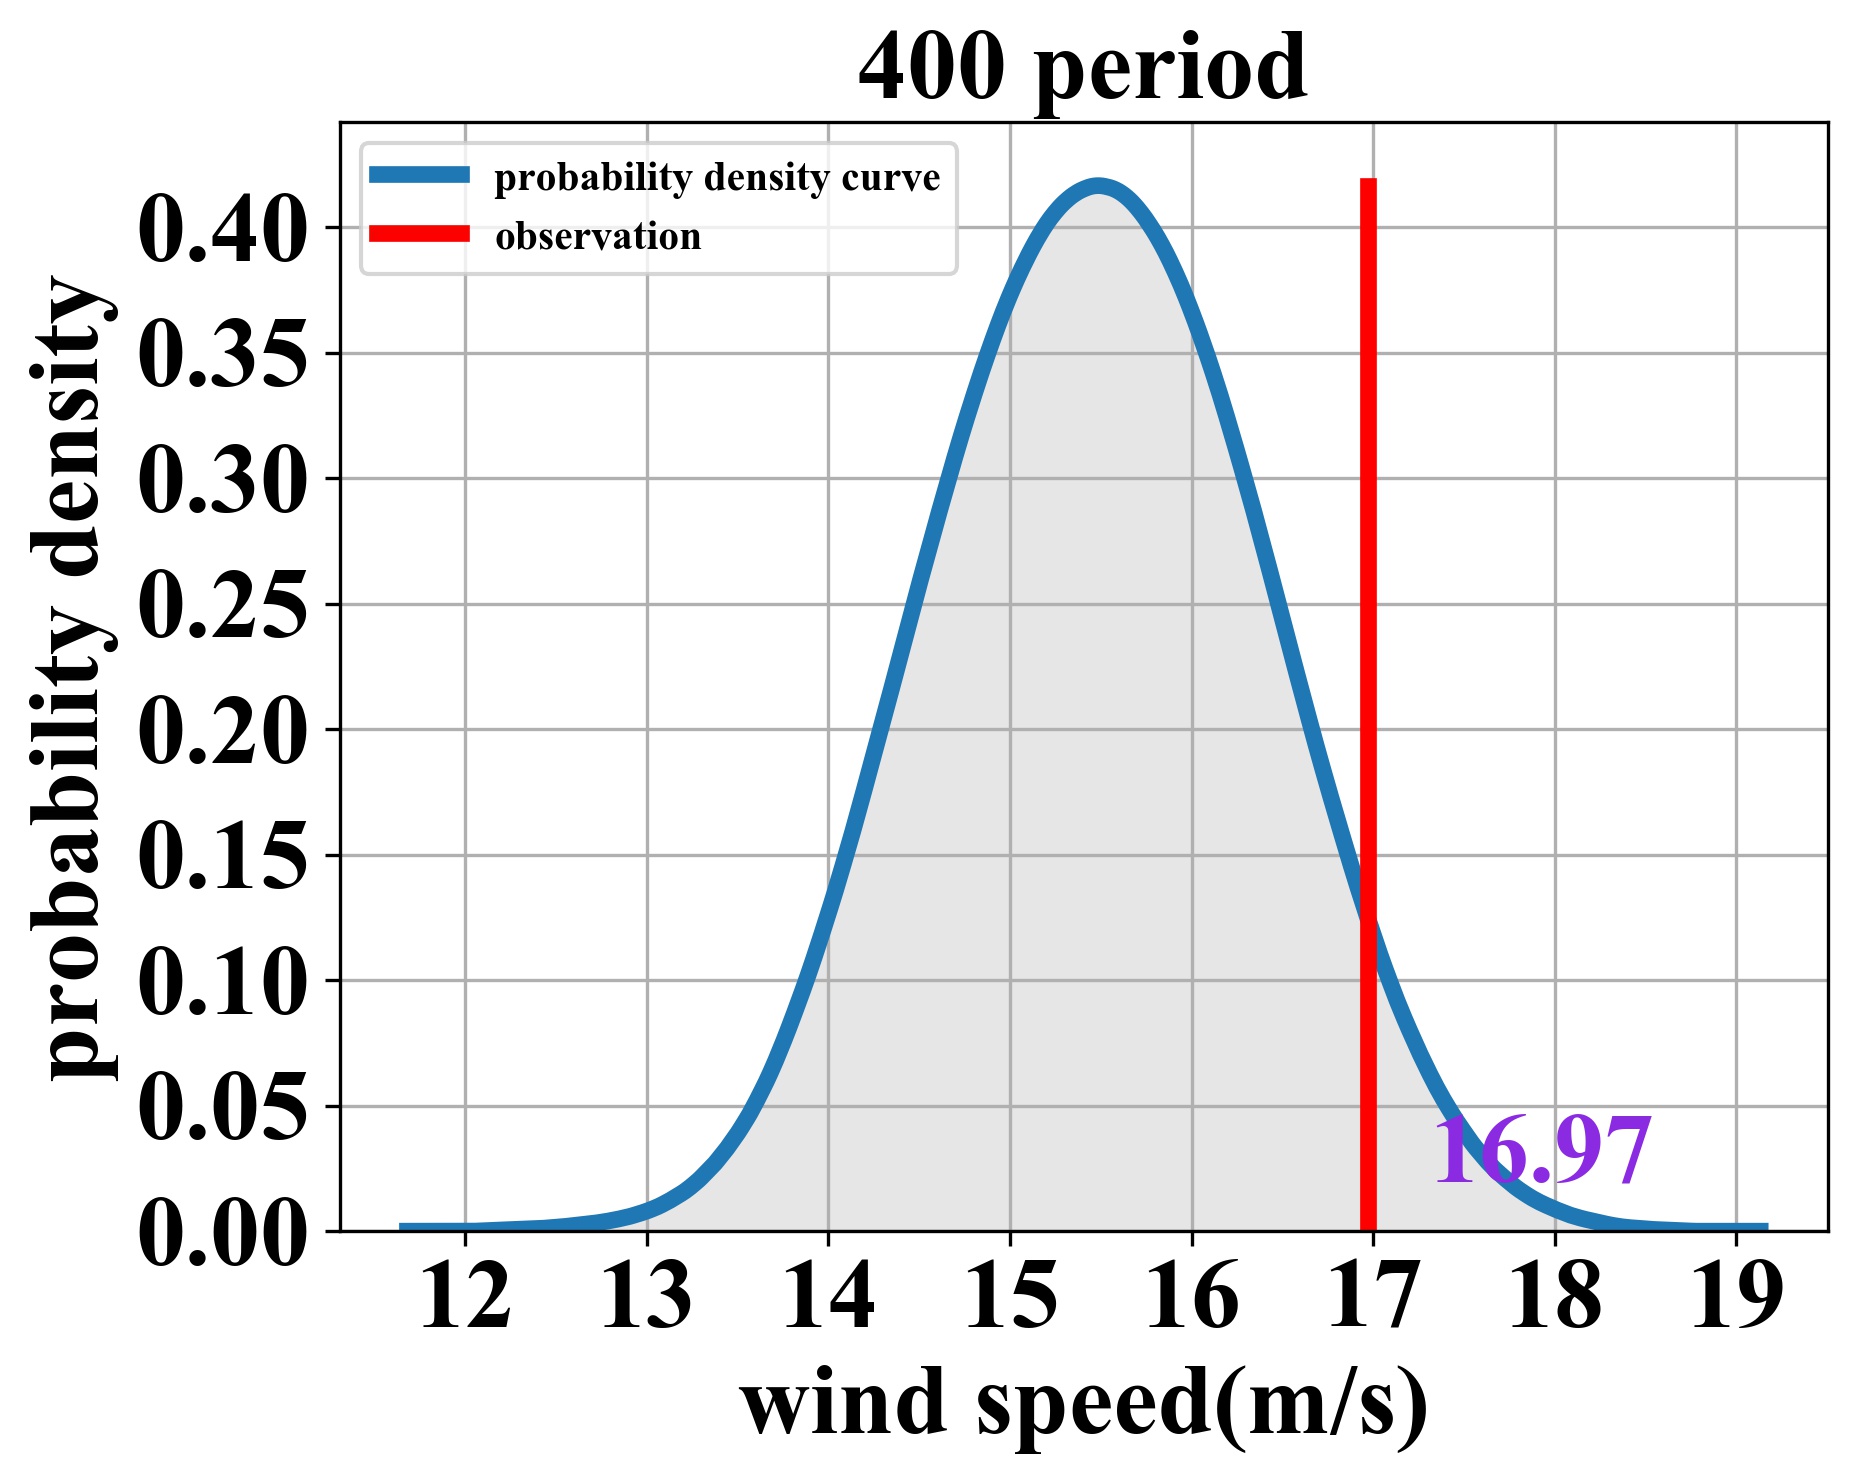 400 period
probability density curve
observation
probability density
0.40
0.35
0.30
0.25
0.20
0.15
0.10
0.05
0.00
16.97
12 13 14 15 16 17 18 19
wind speed(m/s)